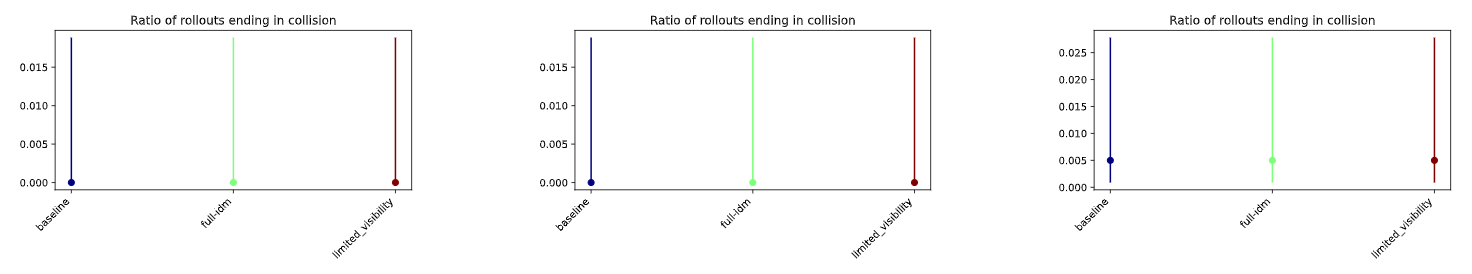 Ratio of rollouts ending in collision
0.015
0.010
0.005
0.000
baseline
full-idm
limited_visibility
Ratio of rollouts ending in collision
0.015
0.010
0.005
0.000
baseline
full-idm
limited_visibility
Ratio of rollouts ending in collision
0.025
0.020
0.015
0.010
0.005
0.000
baseline
full-idm
limited_visibility